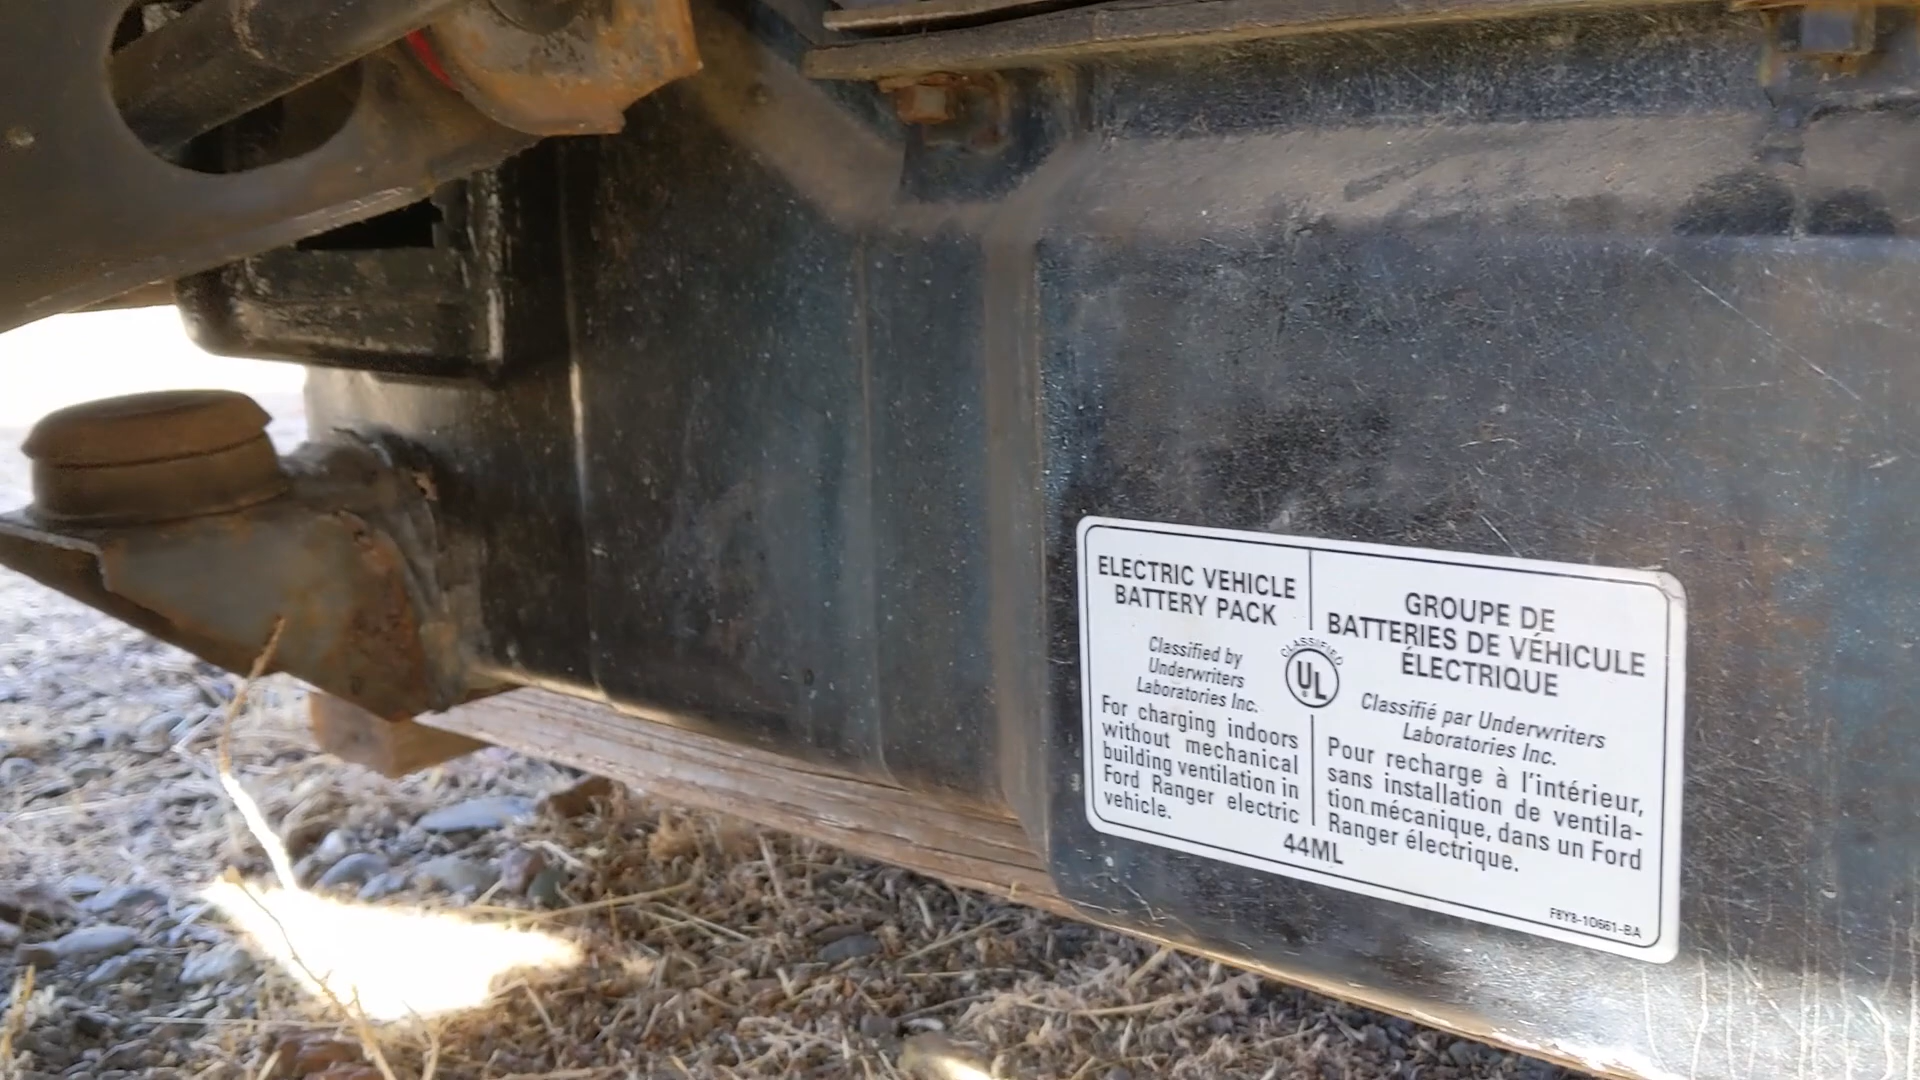 ELECTRIC VEHICLE
BATTERY PACK
Classified by
Underwriters
Laboratories Inc.
For charging indoors
without mechanical
building ventilation in
Ford Ranger electric
vehicle.
CLASSIFIED
UL
®
GROUPE DE
BATTERIES DE VÉHICULE
ÉLECTRIQUE
Classifié par Underwriters
Laboratories Inc.
Pour recharge à l'intérieur,
sans installation de ventila-
tion mécanique, dans un Ford
Ranger électrique.
44ML
F8Y8-10661-BA